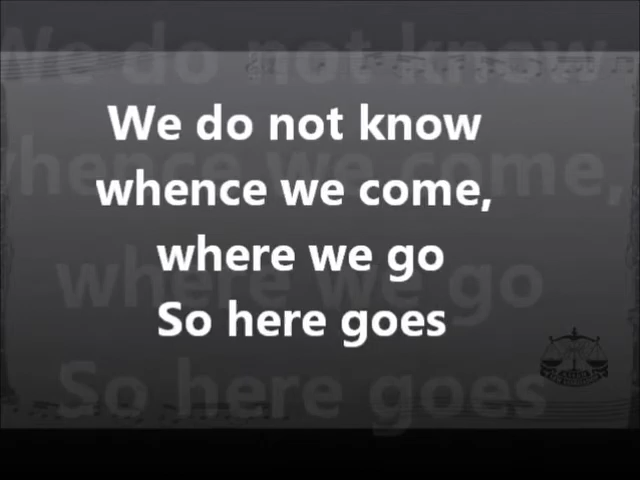 We do not know
whence we come,
where we go
So here goes